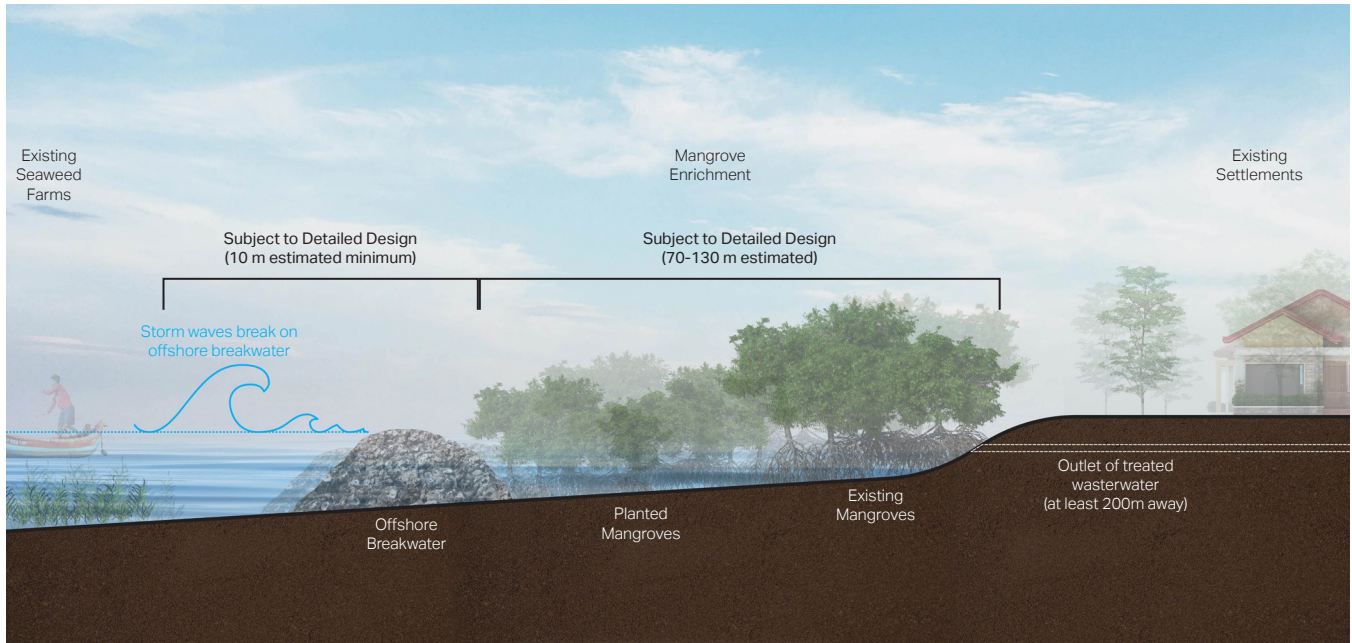 Existing
Seaweed
Farms
Mangrove
Enrichment
Existing
Settlements
Subject to Detailed Design
(10 m estimated minimum)
Subject to Detailed Design
(70-130 m estimated)
Storm waves break on
offshore breakwater
Outlet of treated
wasterwater
(at least 200m away)
Offshore
Breakwater
Planted
Mangroves
Existing
Mangroves